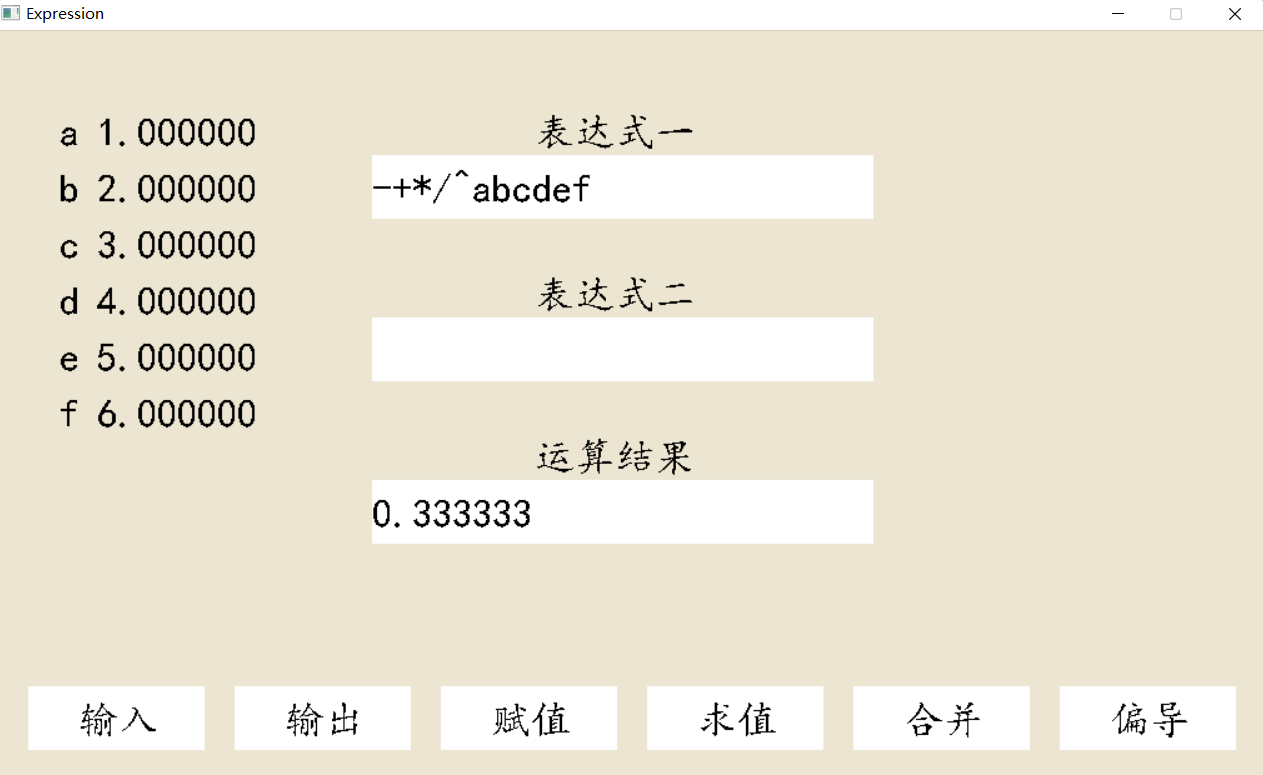 Expression
a 1.000000
b 2.000000
c 3.000000
d 4.000000
e 5.000000
f 6.000000
表达式一
-+*/^abcdef
表达式二
运算结果
0.333333
输入 输出 赋值 求值 合并 偏导